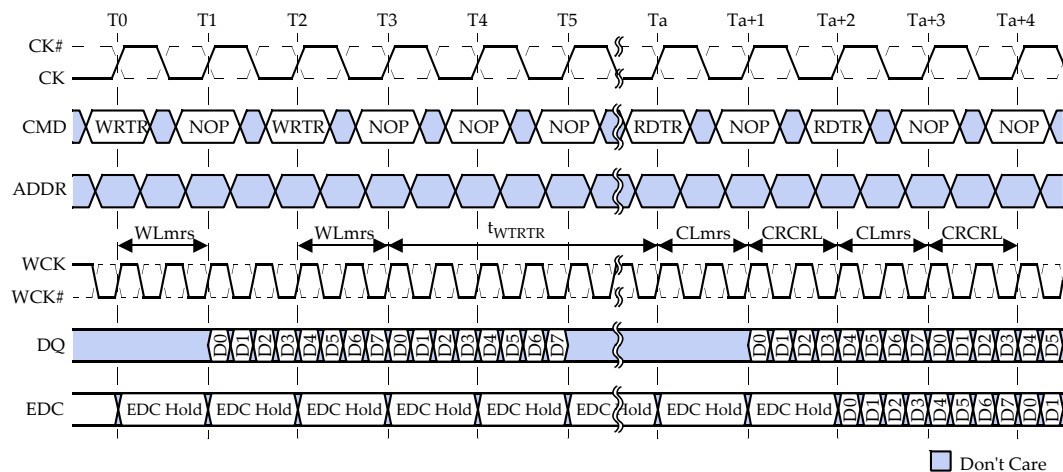 T0 T1 T2 T3 T4 T5 Ta Ta+1 Ta+2 Ta+3 Ta+4
CK#
CK
CMD WRTR NOP WRTR NOP NOP NOP RDTR NOP RDTR NOP NOP
ADDR
WLmrs WLmrs tWTRTR CLmrs CRCRL CLmrs CRCRL
WCK
WCK#
DQ D0 D1 D2 D3 D4 D5 D6 D7 D0 D1 D2 D3 D4 D5 D6 D7 D0 D1 D2 D3 D4 D5 D6 D7 D0 D1 D2 D3 D4 D5
EDC EDC Hold EDC Hold EDC Hold EDC Hold EDC Hold EDC Hold EDC Hold EDC Hold D0 D1 D2 D3 D4 D5 D6 D7 D0 D1
Don't Care